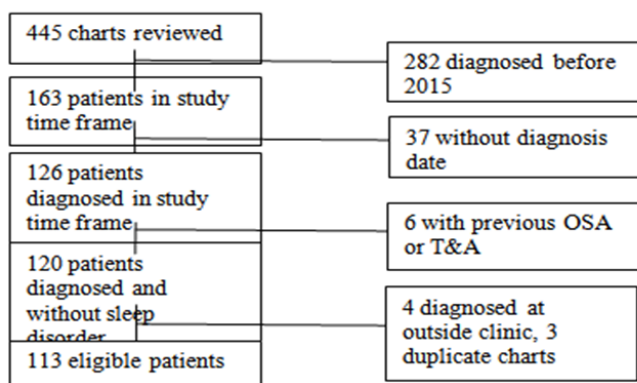 445 charts reviewed
282 diagnosed before
2015
163 patients in study
time frame
37 without diagnosis
date
126 patients
diagnosed in study
time frame
6 with previous OSA
or T&A
120 patients
diagnosed and
without sleep
disorder
4 diagnosed at
outside clinic, 3
duplicate charts
113 eligible patients